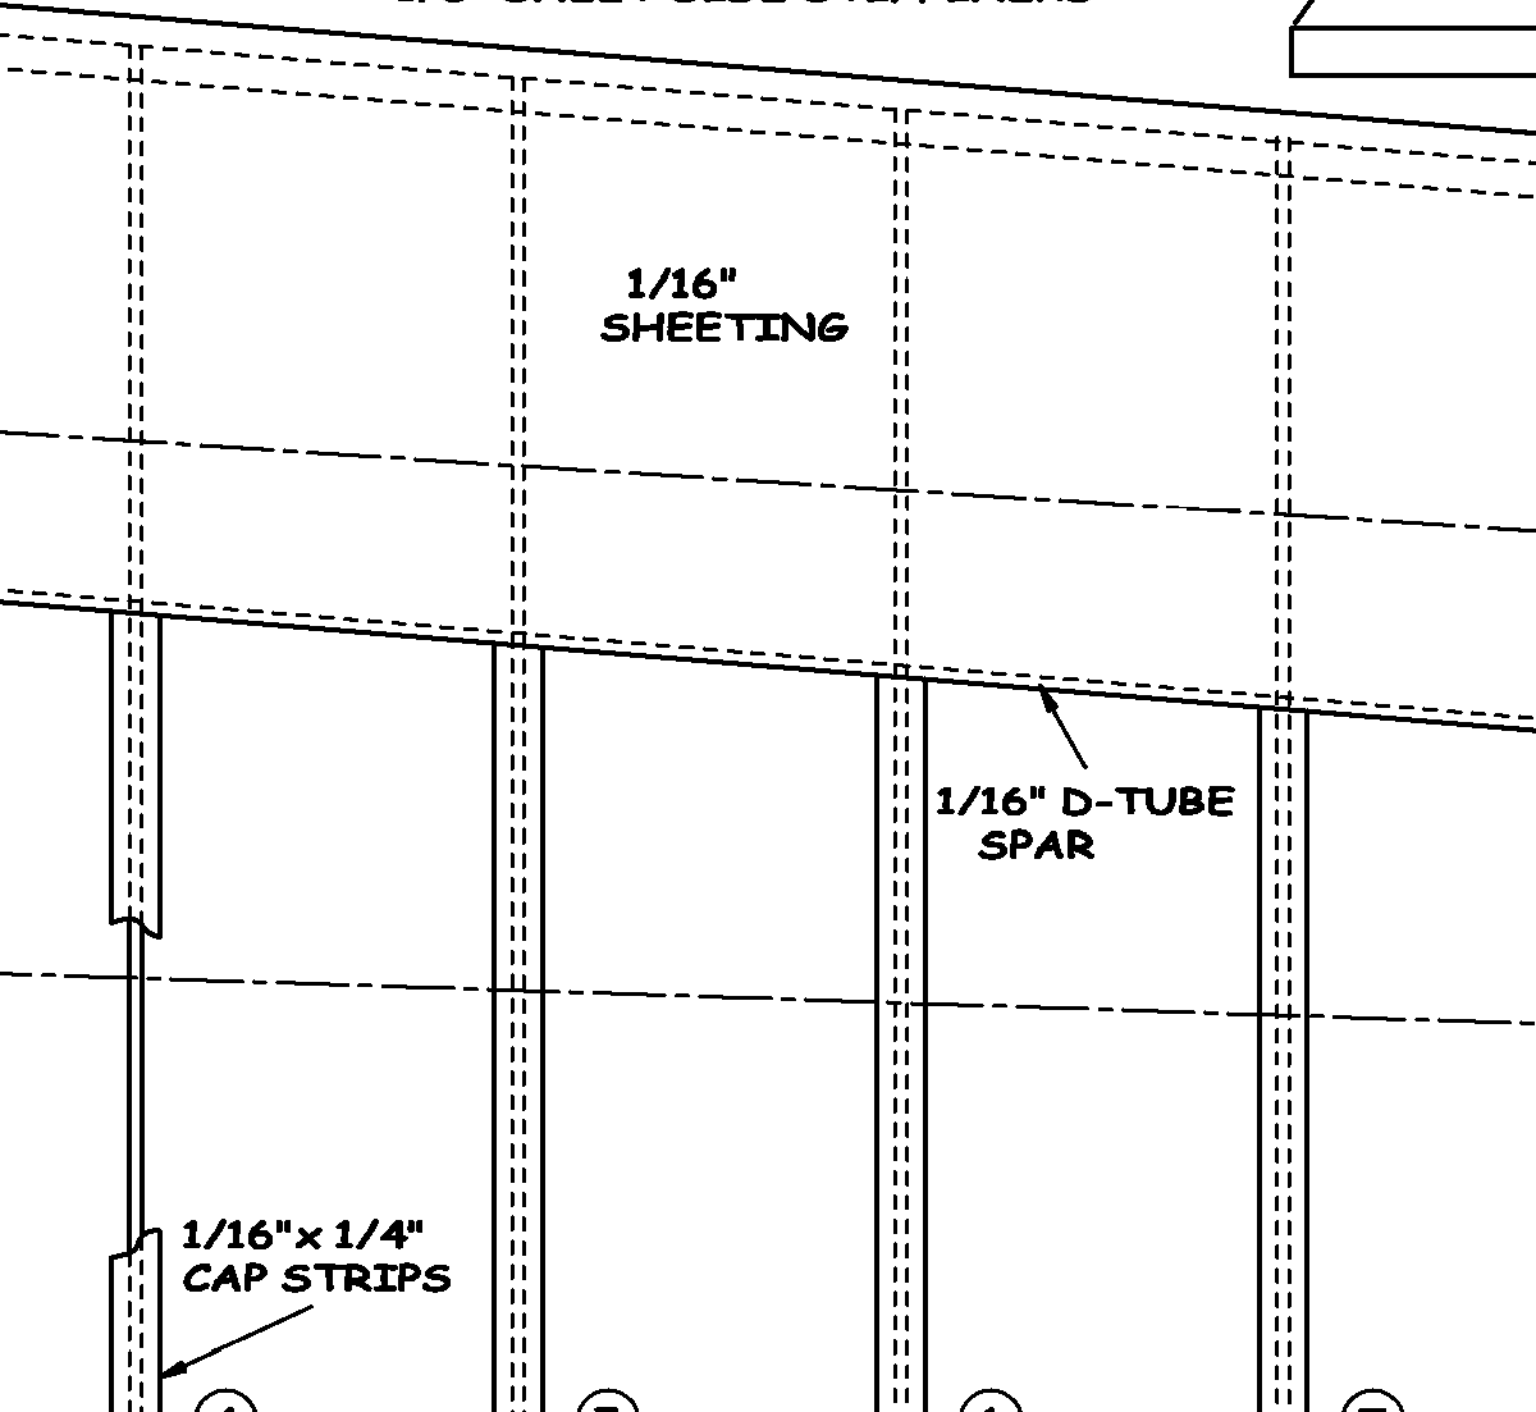 1/16"
SHEETING
1/16" D-TUBE
SPAR
1/16" x 1/4"
CAP STRIPS